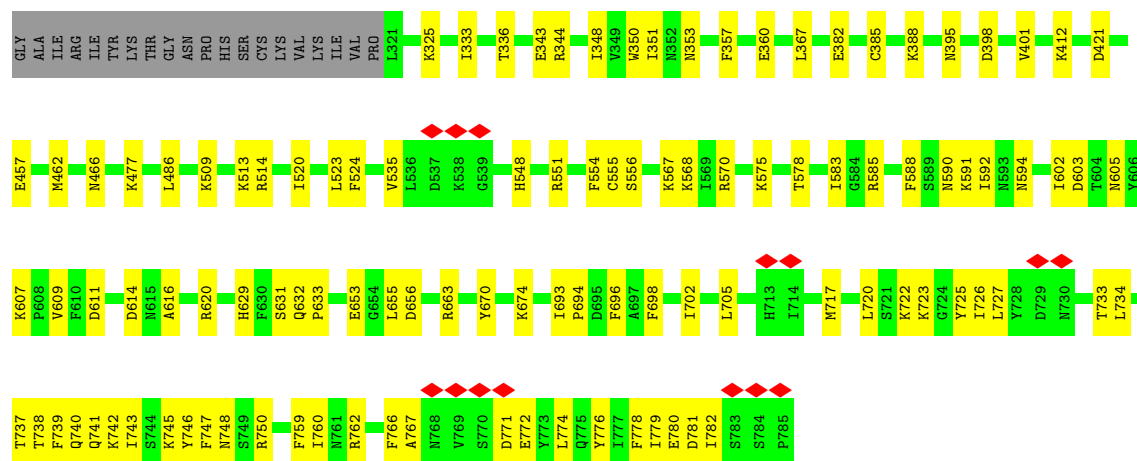 GLY ALA ILE ARG ILE TYR LYS THR GLY ASN PRO HIS SER CYS LYS VAL LYS ILE VAL PRO L321 K325 I333 T336 E343 R344 I348 V349 W350 I351 N352 N353 F357 E360 L367 E382 C385 K388 N395 D398 V401 K412 D421
E457 M462 N466 K477 L486 K509 K513 R514 I520 L523 F524 V535 L536 D537 K538 G539 H548 R551 F554 C555 S556 K567 K568 I569 R570 K575 T578 I583 G584 R585 F588 S589 N590 K591 I592 N593 N594 I602 D603 T604 N605 Y606
K607 P608 V609 F610 D611 D614 N615 A616 R620 H629 F630 S631 Q632 P633 E653 G654 L655 D656 R663 Y670 K674 I693 P694 D695 F696 A697 F698 I702 L705 H713 I714 M717 L720 S721 K722 K723 G724 Y725 I726 L727 Y728 D729 N730 T733 L734
T737 T738 F739 Q740 Q741 K742 I743 S744 K745 Y746 F747 N748 S749 R750 F759 I760 N761 R762 F766 A767 N768 V769 S770 D771 E772 Y773 L774 Q775 Y776 I777 F778 I779 E780 D781 I782 S783 S784 P785